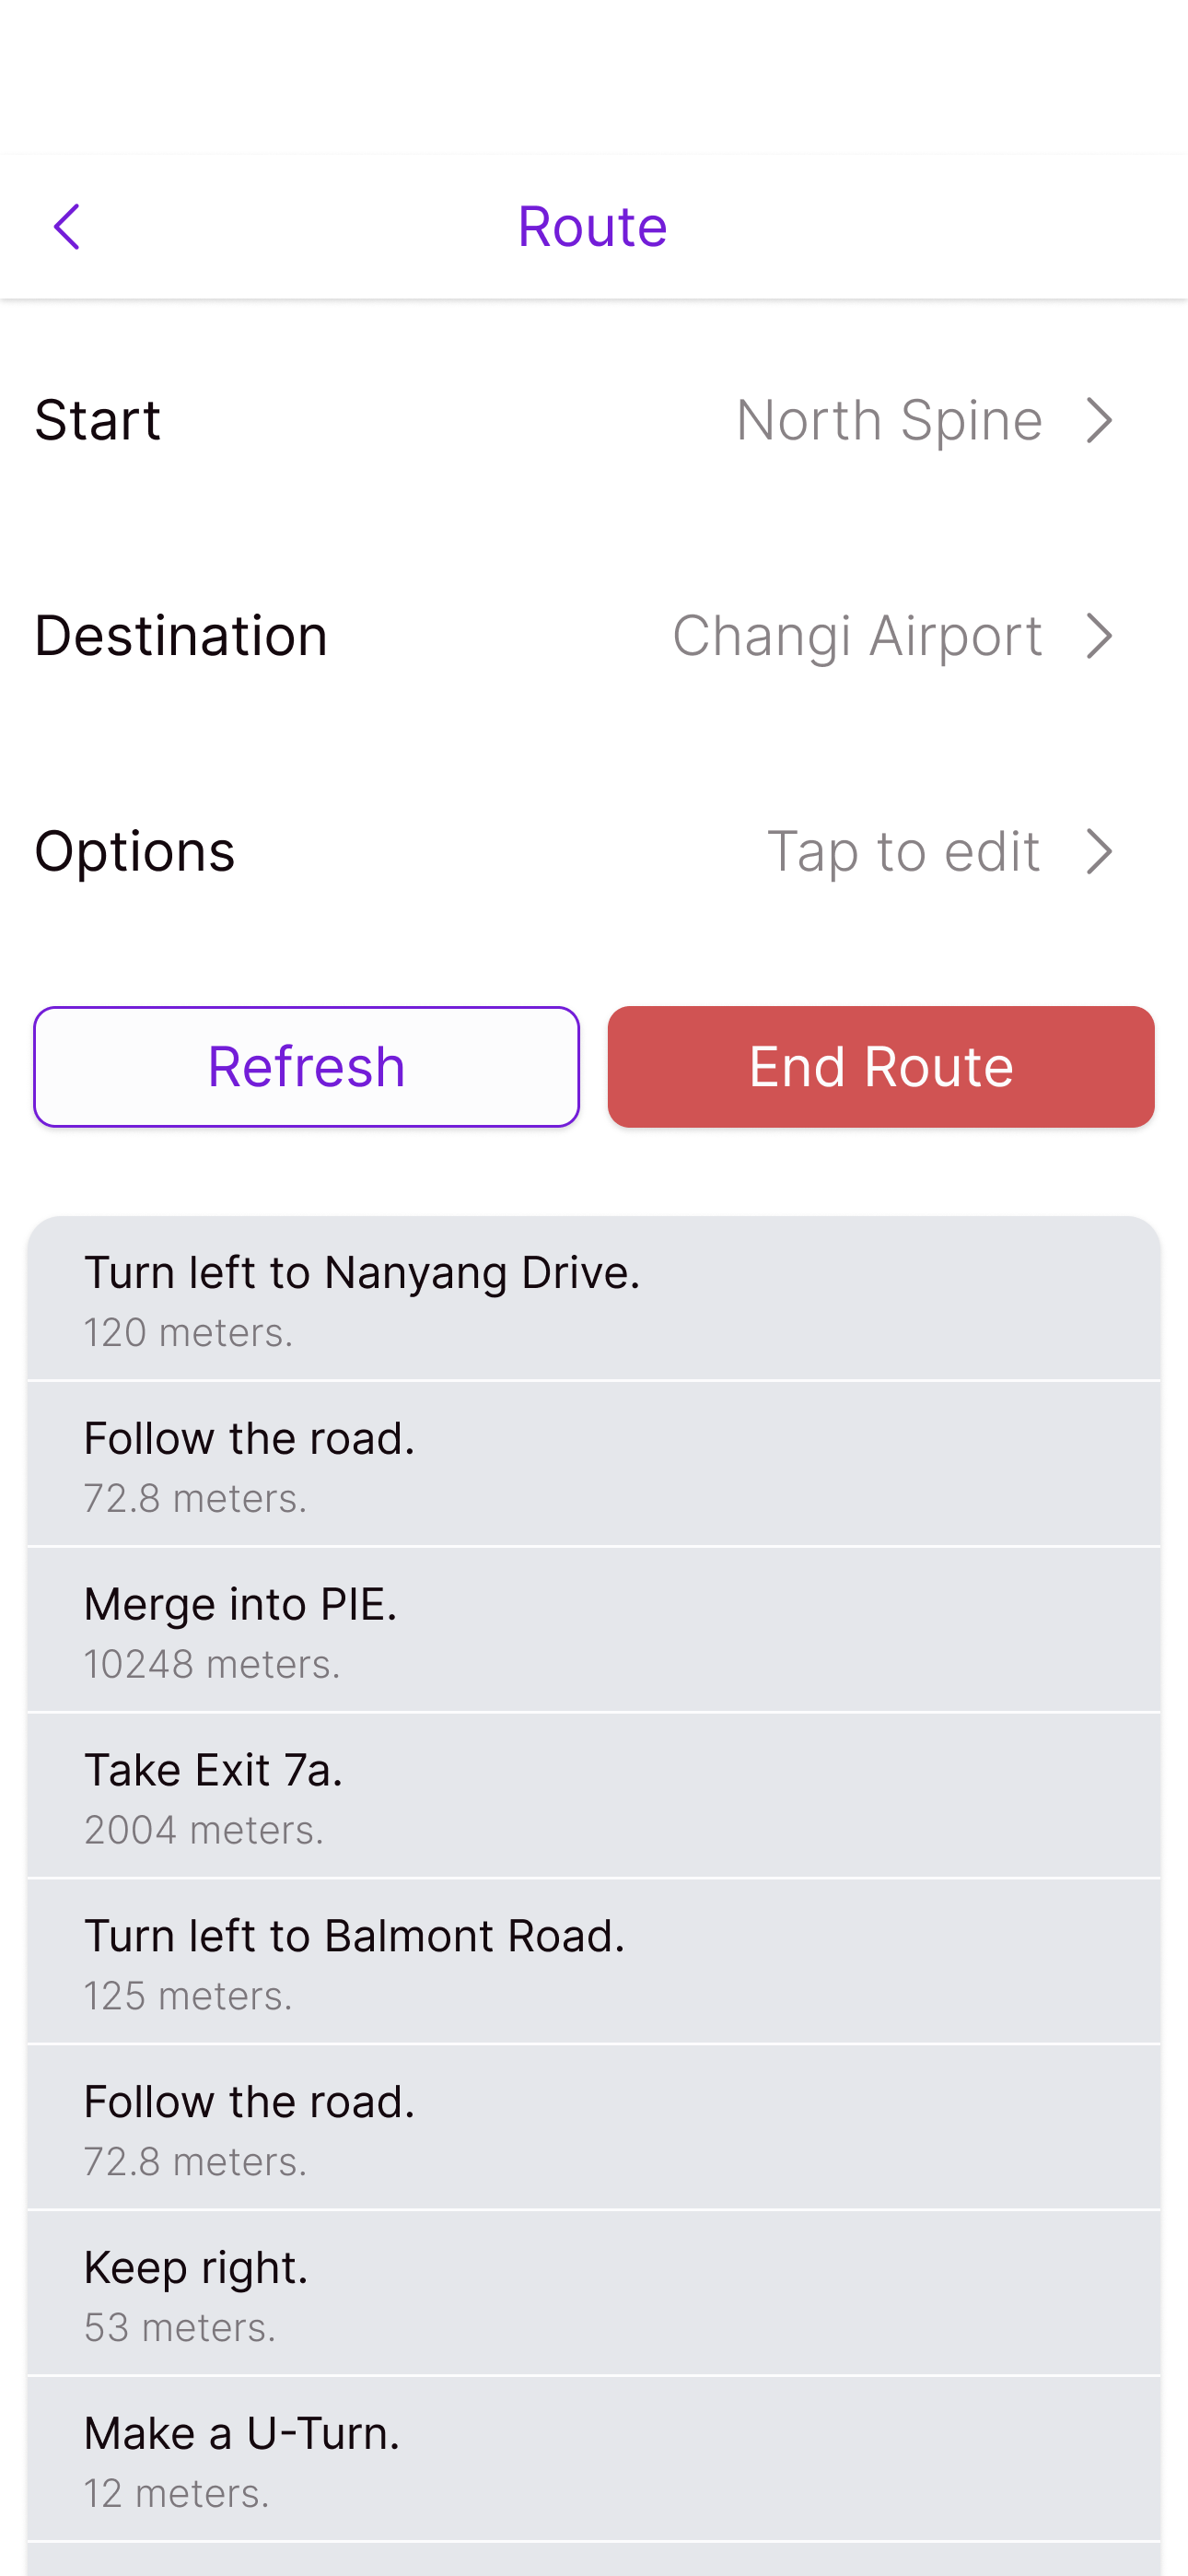 Route
Start
North Spine
Destination
Changi Airport
Options
Tap to edit
Refresh
End Route
Turn left to Nanyang Drive.
120 meters.
Follow the road.
72.8 meters.
Merge into PIE.
10248 meters.
Take Exit 7a.
2004 meters.
Turn left to Balmont Road.
125 meters.
Follow the road.
72.8 meters.
Keep right.
53 meters.
Make a U-Turn.
12 meters.